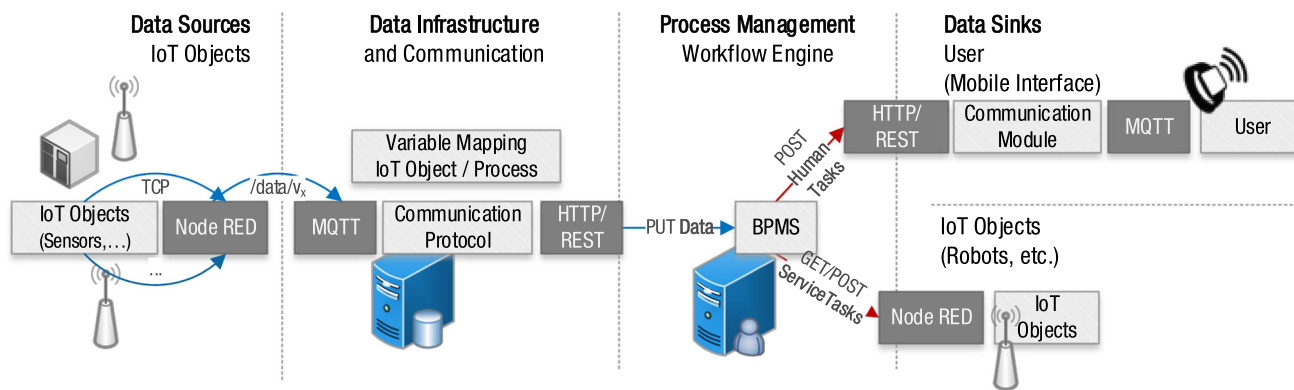 Data Sources
IoT Objects
TCP
/data/vx
IoT Objects
(Sensors,...)
Node RED
...
Data Infrastructure
and Communication
Variable Mapping
IoT Object / Process
MQTT
Communication
Protocol
HTTP/
REST
Process Management
Workflow Engine
PUT Data
BPMS
POST
Human
Tasks
GET/POST
ServiceTasks
Data Sinks
User
(Mobile Interface)
HTTP/
REST
Communication
Module
MQTT
User
IoT Objects
(Robots, etc.)
Node RED
IoT
Objects